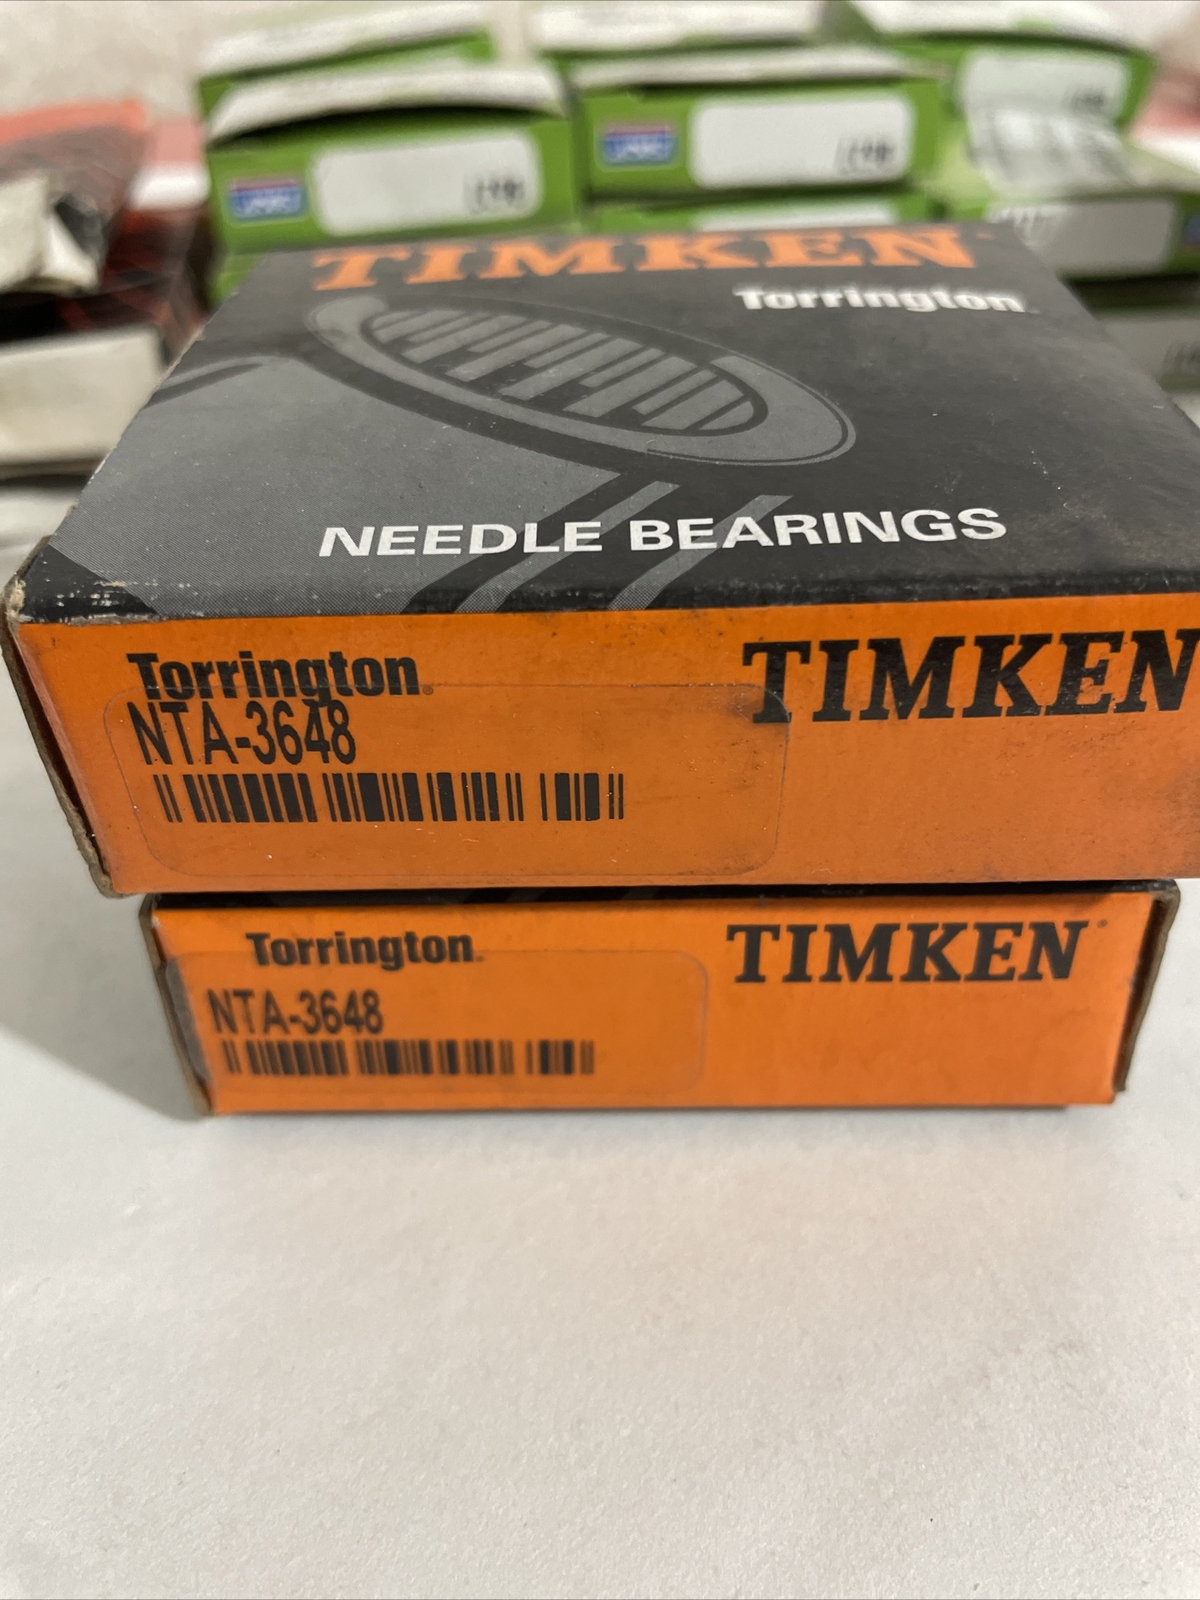 TIMKEN
Torrington
NEEDLE BEARINGS
Torrington®
TIMKEN
NTA-3648
Torrington
TIMKEN
NTA-3648